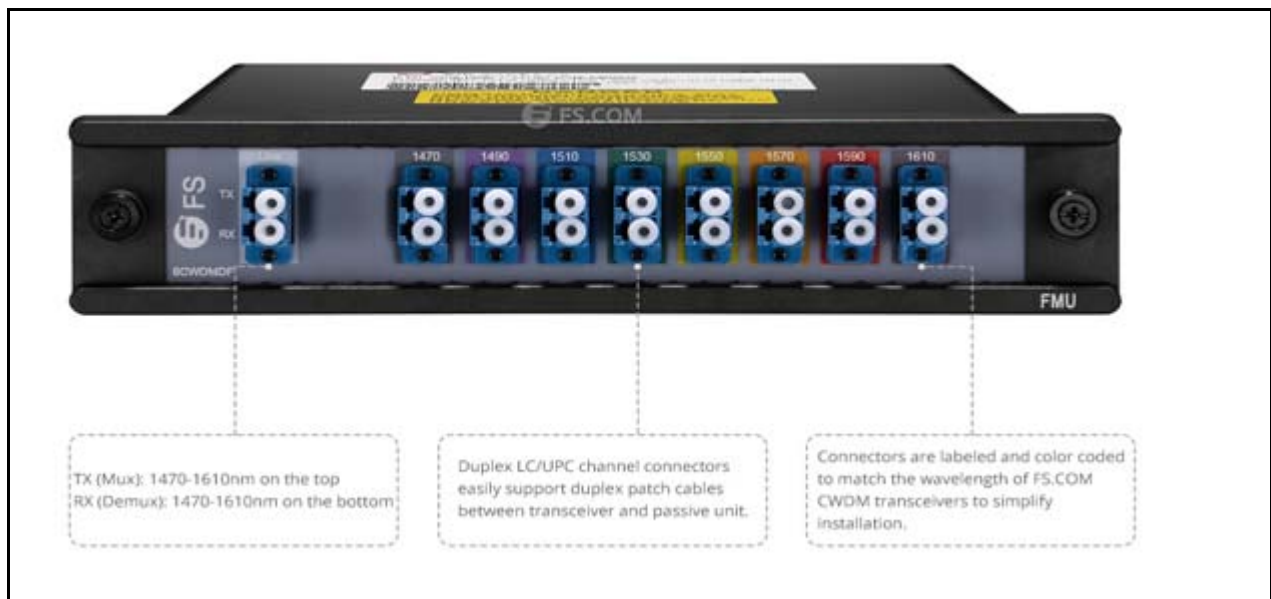 FS.COM
1470 1490 1510 1530 1550 1570 1590 1610
FS
TX
RX
FMU
TX (Mux): 1470-1610nm on the top
RX (Demux): 1470-1610nm on the bottom
Duplex LC/UPC channel connectors
easily support duplex patch cables
between transceiver and passive unit.
Connectors are labeled and color coded
to match the wavelength of FS.COM
CWDM transceivers to simplify
installation.